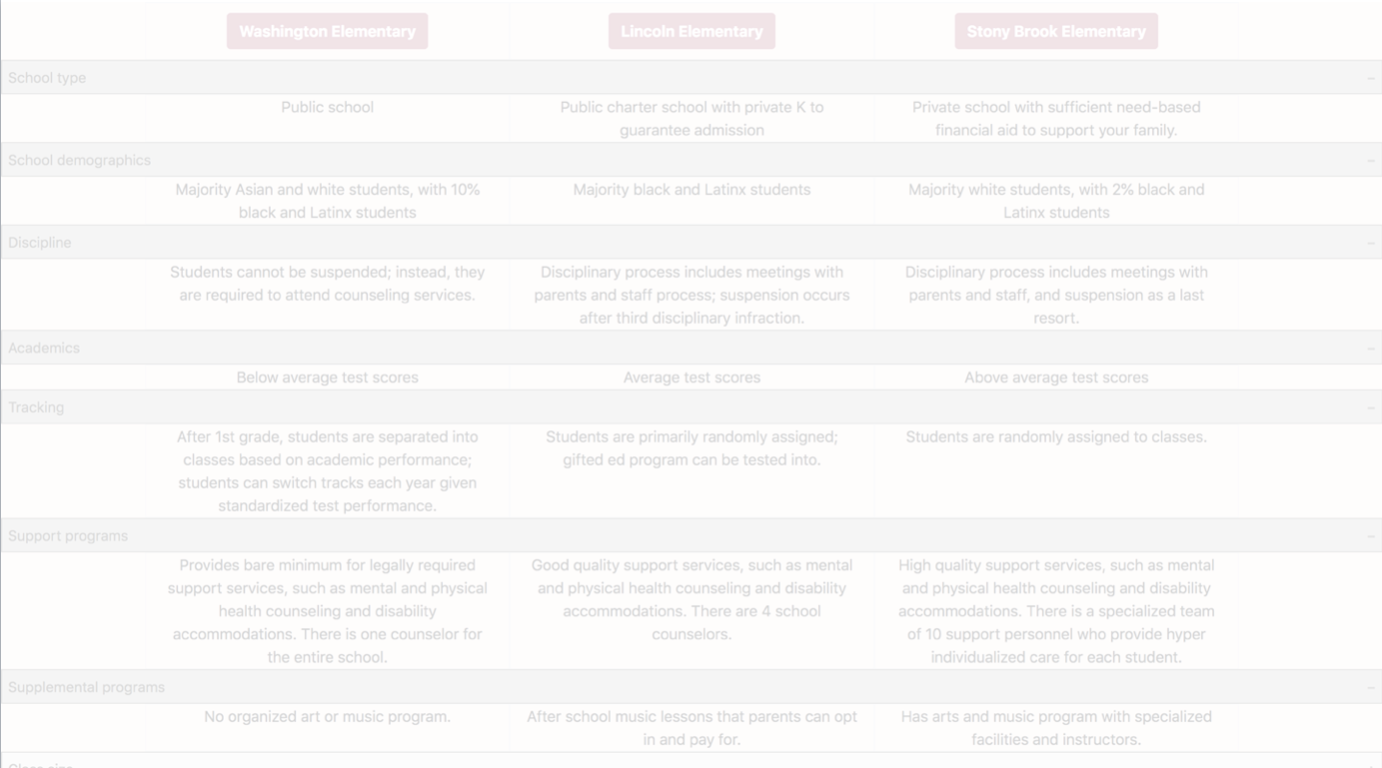 Washington Elementary
Lincoln Elementary
Stony Brook Elementary
School type
Public school
Public charter school with private K to
guarantee admission
Private school with sufficient need-based
financial aid to support your family.
School demographics
Majority Asian and white students, with 10%
black and Latinx students
Majority black and Latinx students
Majority white students, with 2% black and
Latinx students
Discipline
Students cannot be suspended; instead, they
are required to attend counseling services.
Disciplinary process includes meetings with
parents and staff process; suspension occurs
after third disciplinary infraction.
Disciplinary process includes meetings with
parents and staff, and suspension as a last
resort.
Academics
Below average test scores
Average test scores
Above average test scores
Tracking
After 1st grade, students are separated into
classes based on academic performance;
students can switch tracks each year given
standardized test performance.
Students are primarily randomly assigned;
gifted ed program can be tested into.
Students are randomly assigned to classes.
Support programs
Provides bare minimum for legally required
support services, such as mental and physical
health counseling and disability
accommodations. There is one counselor for
the entire school.
Good quality support services, such as mental
and physical health counseling and disability
accommodations. There are 4 school
counselors.
High quality support services, such as mental
and physical health counseling and disability
accommodations. There is a specialized team
of 10 support personnel who provide hyper
individualized care for each student.
Supplemental programs
No organized art or music program.
After school music lessons that parents can opt
in and pay for.
Has arts and music program with specialized
facilities and instructors.